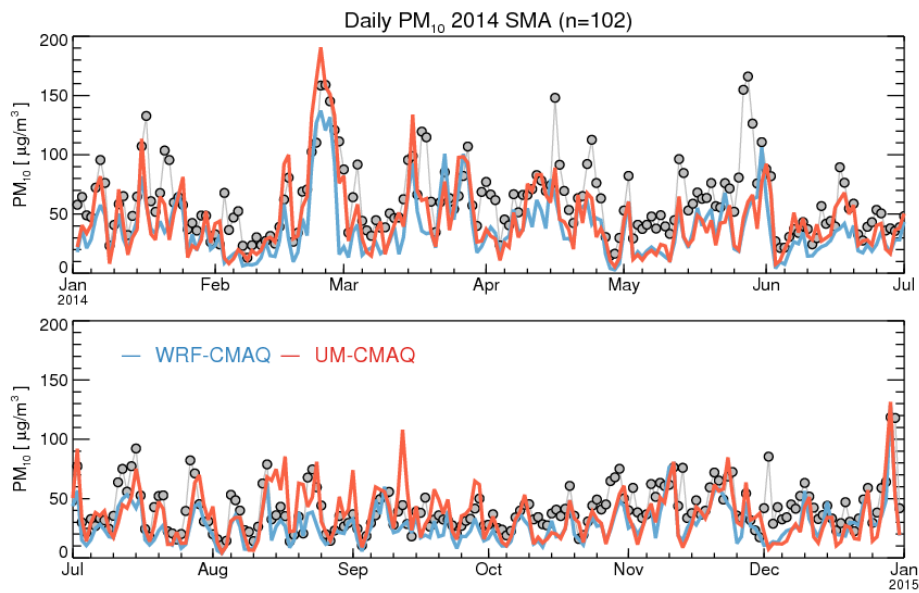 Daily PM₁₀ 2014 SMA (n=102)
200
150
100
50
0
PM₁₀ [ µg/m³ ]
Jan Feb Mar Apr May Jun Jul
2014
200
150
100
50
0
PM₁₀ [ µg/m³ ]
WRF-CMAQ UM-CMAQ
Jul Aug Sep Oct Nov Dec Jan
2015